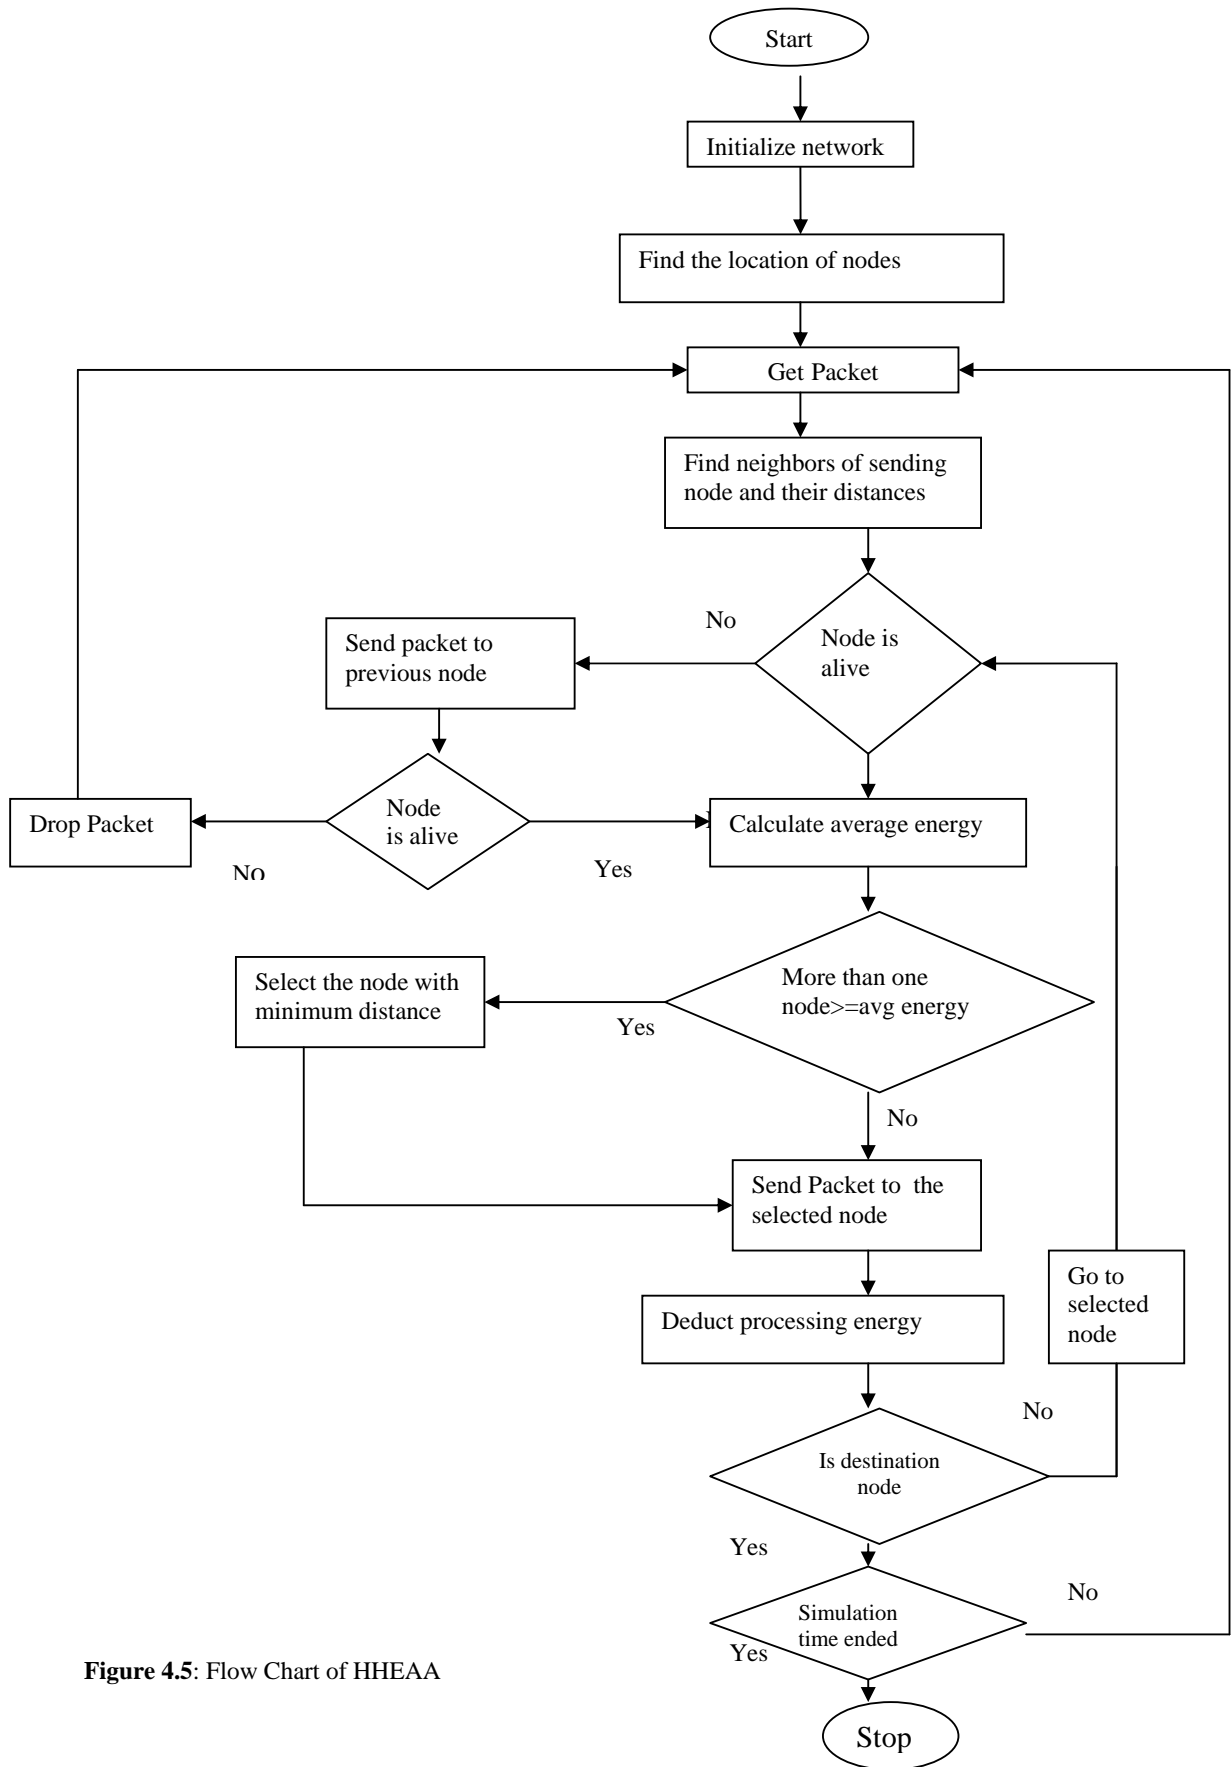 Start
Initialize network
Find the location of nodes
Get Packet
Find neighbors of sending
node and their distances
No
Node is
alive
Send packet to
previous node
Node
is alive
Drop Packet
No
Yes
Calculate average energy
More than one
node>=avg energy
Select the node with
minimum distance
Yes
No
Send Packet to the
selected node
Go to
selected
node
Deduct processing energy
No
Is destination
node
Yes
No
Simulation
time ended
Yes
Figure 4.5: Flow Chart of HHEAA
Stop